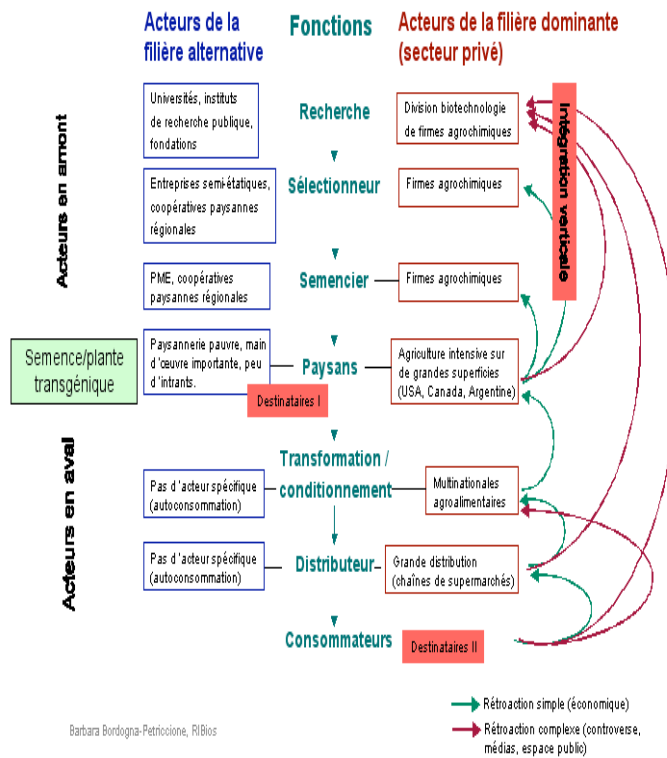 Acteurs de la
filière alternative
Fonctions
Acteurs de la filière dominante
(secteur privé)
Acteurs en amont
Universités, instituts
de recherche publique,
fondations
Recherche
Division biotechnologie
de firmes agrochimiques
Intégration verticale
Entreprises semi-étatiques,
coopératives paysannes
régionales
Sélectionneur
Firmes agrochimiques
PME, coopératives
paysannes régionales
Semencier
Firmes agrochimiques
Semence/plante
transgénique
Paysannerie pauvre, main
d'œuvre importante, peu
d'intrants.
Paysans
Agriculture intensive sur
de grandes superficies
(USA, Canada, Argentine)
Destinataires I
Acteurs en aval
Pas d'acteur spécifique
(autoconsommation)
Transformation /
conditionnement
Multinationales
agroalimentaires
Pas d'acteur spécifique
(autoconsommation)
Distributeur
Grande distribution
(chaînes de supermarchés)
Consommateurs
Destinataires II
Rétroaction simple (économique)
Rétroaction complexe (controverse,
médias, espace public)
Barbara Bordogna-Petriccione, RIBios